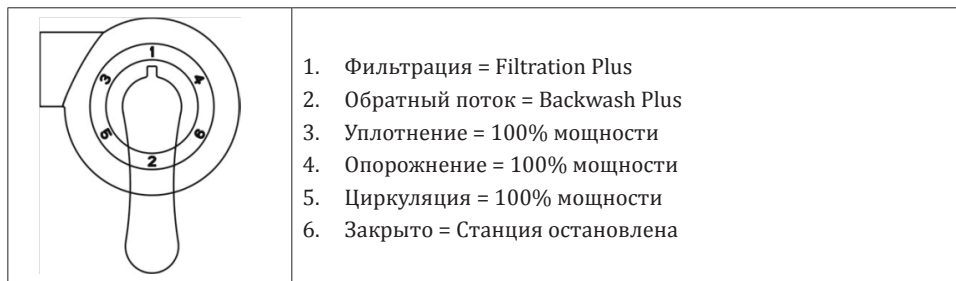 1
3
4
5
6
2
1. Фильтрация = Filtration Plus
2. Обратный поток = Backwash Plus
3. Уплотнение = 100% мощности
4. Опорожнение = 100% мощности
5. Циркуляция = 100% мощности
6. Закрыто = Станция остановлена